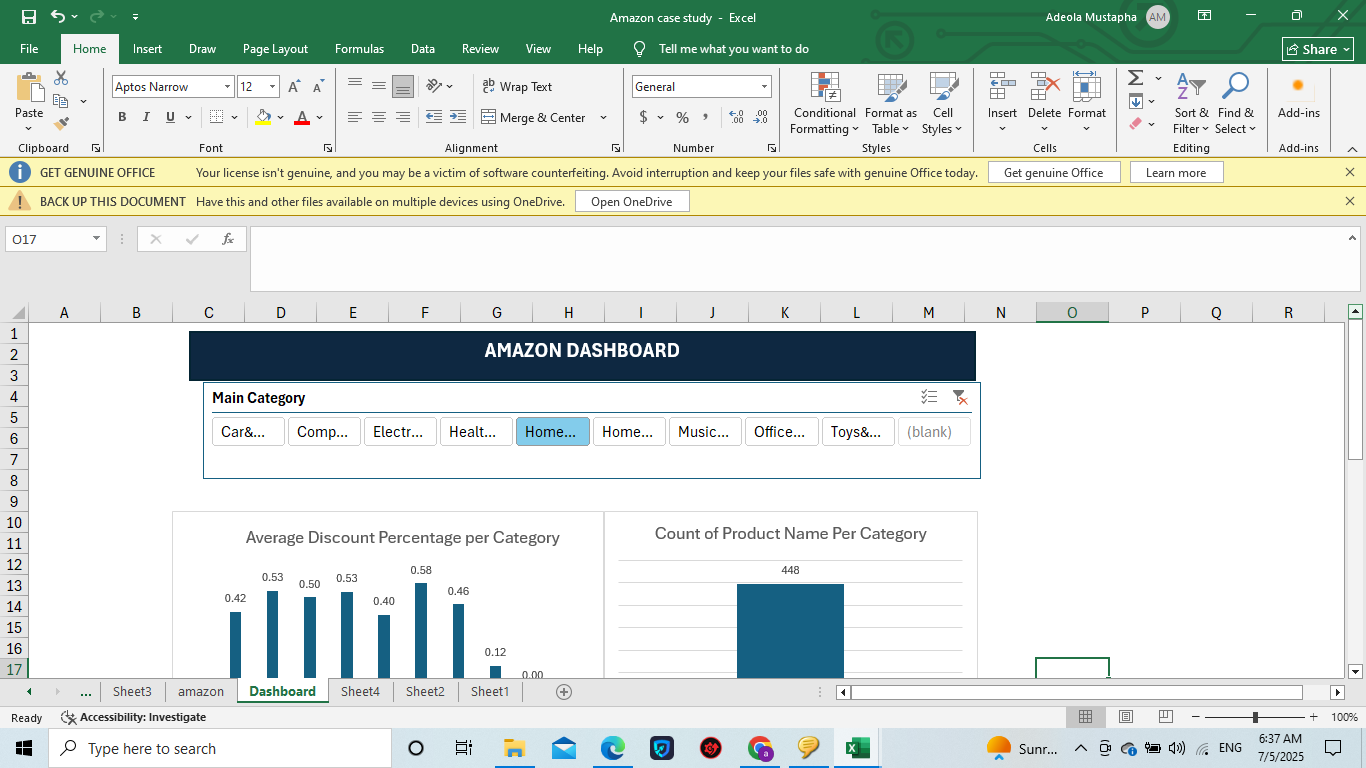 Amazon case study - Excel
Adeola Mustapha AM
File Home Insert Draw Page Layout Formulas Data Review View Help Tell me what you want to do Share
Paste
Clipboard
Aptos Narrow 12
B I U A
Font
ab Wrap Text
Merge & Center
Alignment
General
$ % ,
Number
Conditional Formatting
Format as Table
Cell Styles
Styles
Insert Delete Format
Cells
Sort & Filter
Find & Select
Editing
Add-ins
Add-ins
GET GENUINE OFFICE Your license isn't genuine, and you may be a victim of software counterfeiting. Avoid interruption and keep your files safe with genuine Office today. Get genuine Office Learn more
BACK UP THIS DOCUMENT Have this and other files available on multiple devices using OneDrive. Open OneDrive
O17 fx
A B C D E F G H I J K L M N O P Q R
1
2
3
4
5
6
7
8
9
10
11
12
13
14
15
16
17
AMAZON DASHBOARD
Main Category
Car&... Comp... Electr... Healt... Home... Home... Music... Office... Toys&... (blank)
Average Discount Percentage per Category
0.42 0.53 0.50 0.53 0.40 0.58 0.46 0.12 0.00
Count of Product Name Per Category
448
... Sheet3 amazon Dashboard Sheet4 Sheet2 Sheet1
Ready Accessibility: Investigate 100%
Type here to search
Sunr... ENG
6:37 AM
7/5/2025